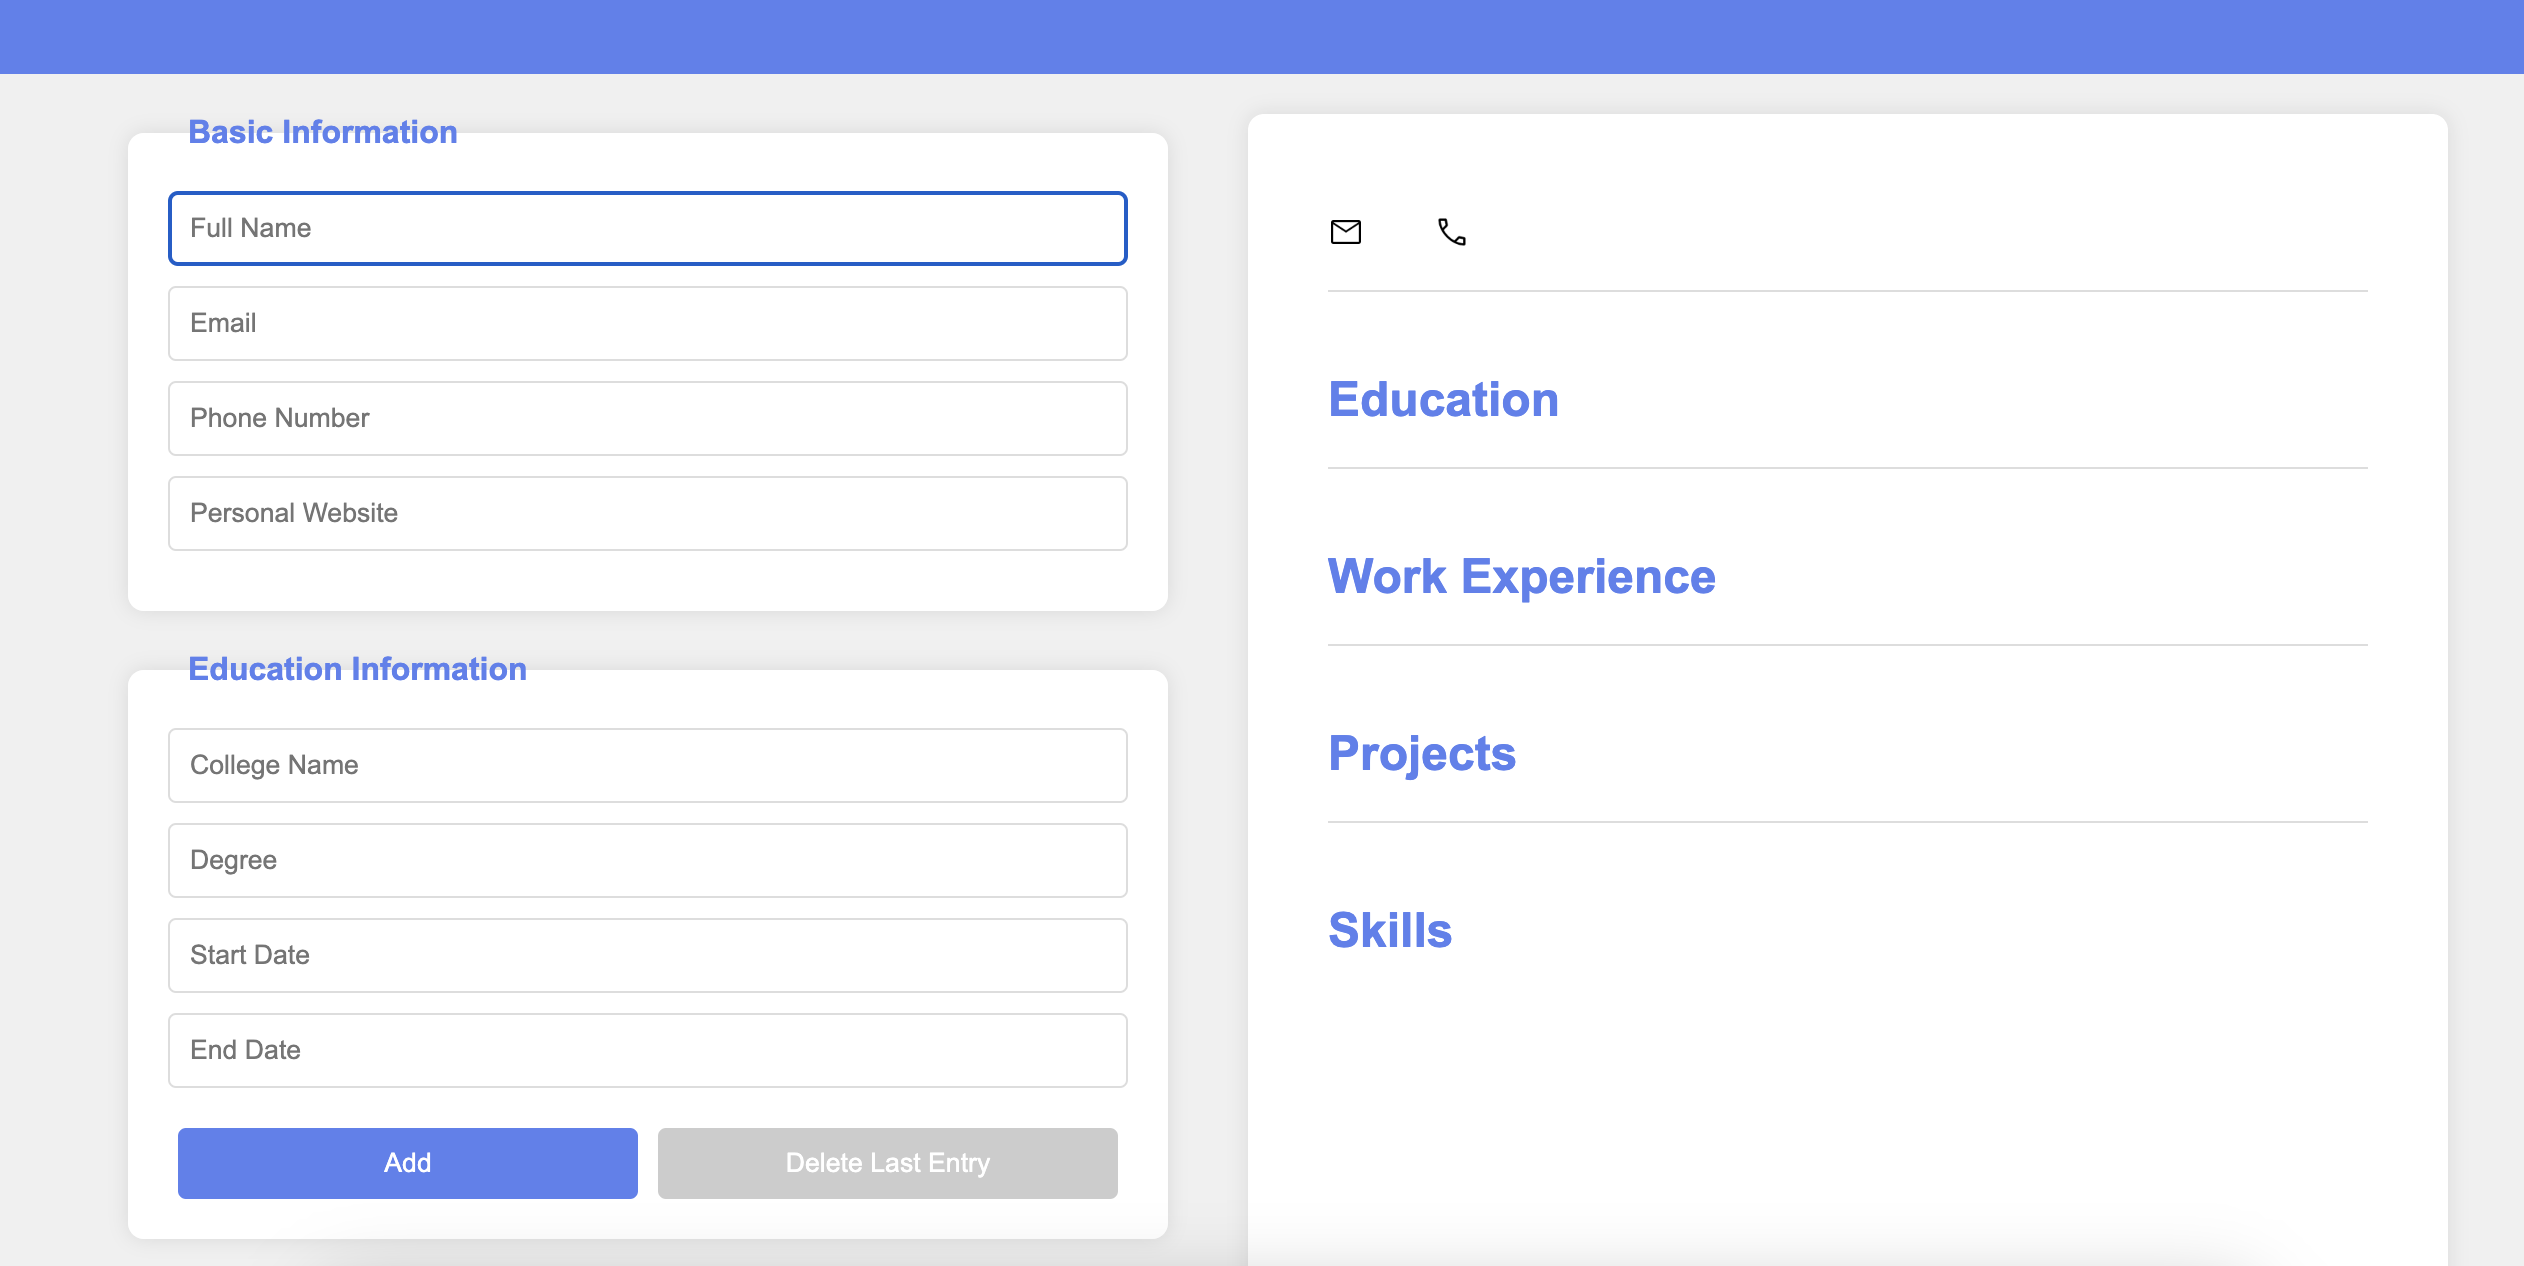 Basic Information
Full Name
Email
Phone Number
Personal Website
Education Information
College Name
Degree
Start Date
End Date
Add
Delete Last Entry
Education
Work Experience
Projects
Skills